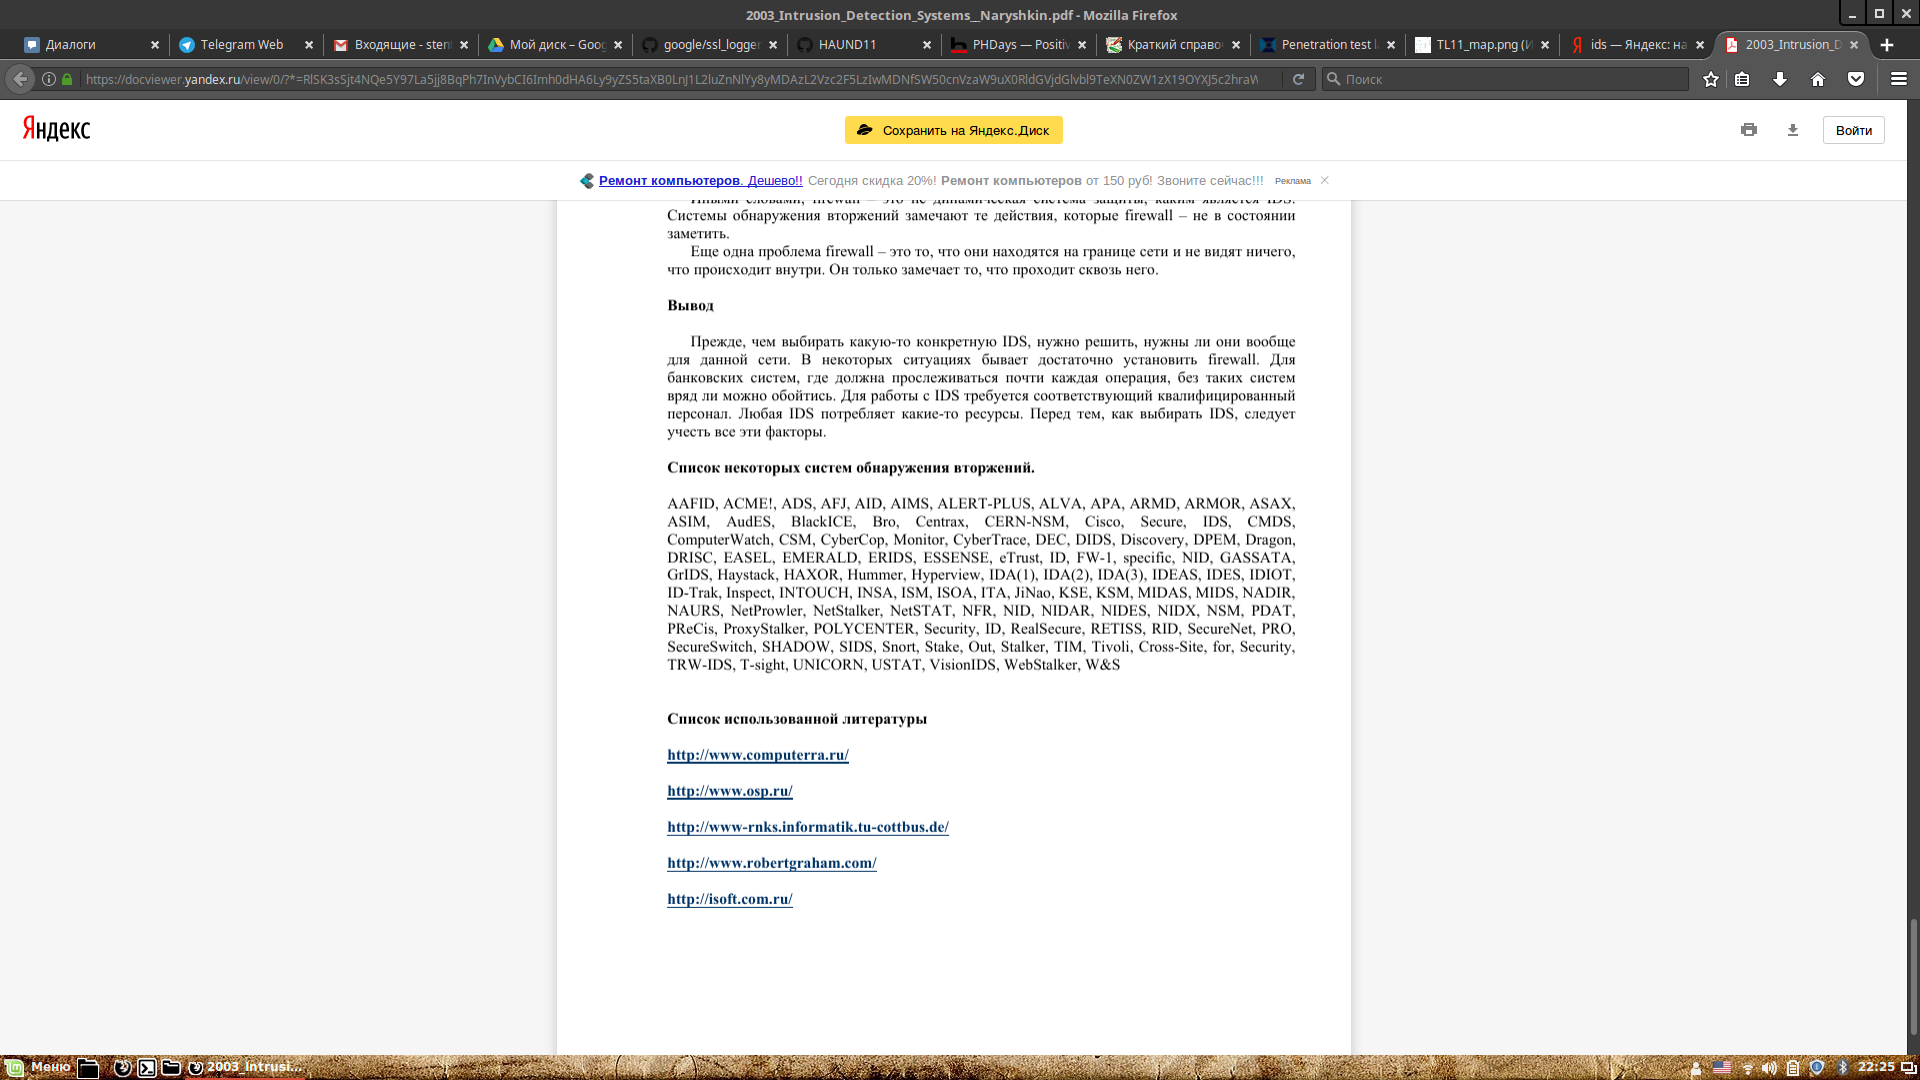 2003_Intrusion_Detection_Systems__Naryshkin.pdf - Mozilla Firefox
Диалоги
Telegram Web
Входящие - sten
Мой диск – Goog
google/ssl_logger
HAUND11
PHDays — Positiv
Краткий справо
Penetration test l
TL11_map.png (И
ids — Яндекс: на
2003_Intrusion_D
Поиск
Яндекс
Сохранить на Яндекс.Диск
Войти
Ремонт компьютеров. Дешево!! Сегодня скидка 20%! Ремонт компьютеров от 150 руб! Звоните сейчас!!! Реклама
Иными словами, firewall – это не динамическая система защиты, каким является IDS.
Системы обнаружения вторжений замечают те действия, которые firewall – не в состоянии
заметить.
Еще одна проблема firewall – это то, что они находятся на границе сети и не видят ничего,
что происходит внутри. Он только замечает то, что проходит сквозь него.
Вывод
Прежде, чем выбирать какую-то конкретную IDS, нужно решить, нужны ли они вообще
для данной сети. В некоторых ситуациях бывает достаточно установить firewall. Для
банковских систем, где должна прослеживаться почти каждая операция, без таких систем
вряд ли можно обойтись. Для работы с IDS требуется соответствующий квалифицированный
персонал. Любая IDS потребляет какие-то ресурсы. Перед тем, как выбирать IDS, следует
учесть все эти факторы.
Список некоторых систем обнаружения вторжений.
AAFID, ACME!, ADS, AFJ, AID, AIMS, ALERT-PLUS, ALVA, APA, ARMD, ARMOR, ASAX,
ASIM, AudES, BlackICE, Bro, Centrax, CERN-NSM, Cisco, Secure, IDS, CMDS,
ComputerWatch, CSM, CyberCop, Monitor, CyberTrace, DEC, DIDS, Discovery, DPEM, Dragon,
DRISC, EASEL, EMERALD, ERIDS, ESSENSE, eTrust, ID, FW-1, specific, NID, GASSATA,
GrIDS, Haystack, HAXOR, Hummer, Hyperview, IDA(1), IDA(2), IDA(3), IDEAS, IDES, IDIOT,
ID-Trak, Inspect, INTOUCH, INSA, ISM, ISOA, ITA, JiNao, KSE, KSM, MIDAS, MIDS, NADIR,
NAURS, NetProwler, NetStalker, NetSTAT, NFR, NID, NIDAR, NIDES, NIDX, NSM, PDAT,
PReCis, ProxyStalker, POLYCENTER, Security, ID, RealSecure, RETISS, RID, SecureNet, PRO,
SecureSwitch, SHADOW, SIDS, Snort, Stake, Out, Stalker, TIM, Tivoli, Cross-Site, for, Security,
TRW-IDS, T-sight, UNICORN, USTAT, VisionIDS, WebStalker, W&S
Список использованной литературы
http://www.computerra.ru/
http://www.osp.ru/
http://www-rnks.informatik.tu-cottbus.de/
http://www.robertgraham.com/
http://isoft.com.ru/
Меню
2003_Intrusi...
22:25